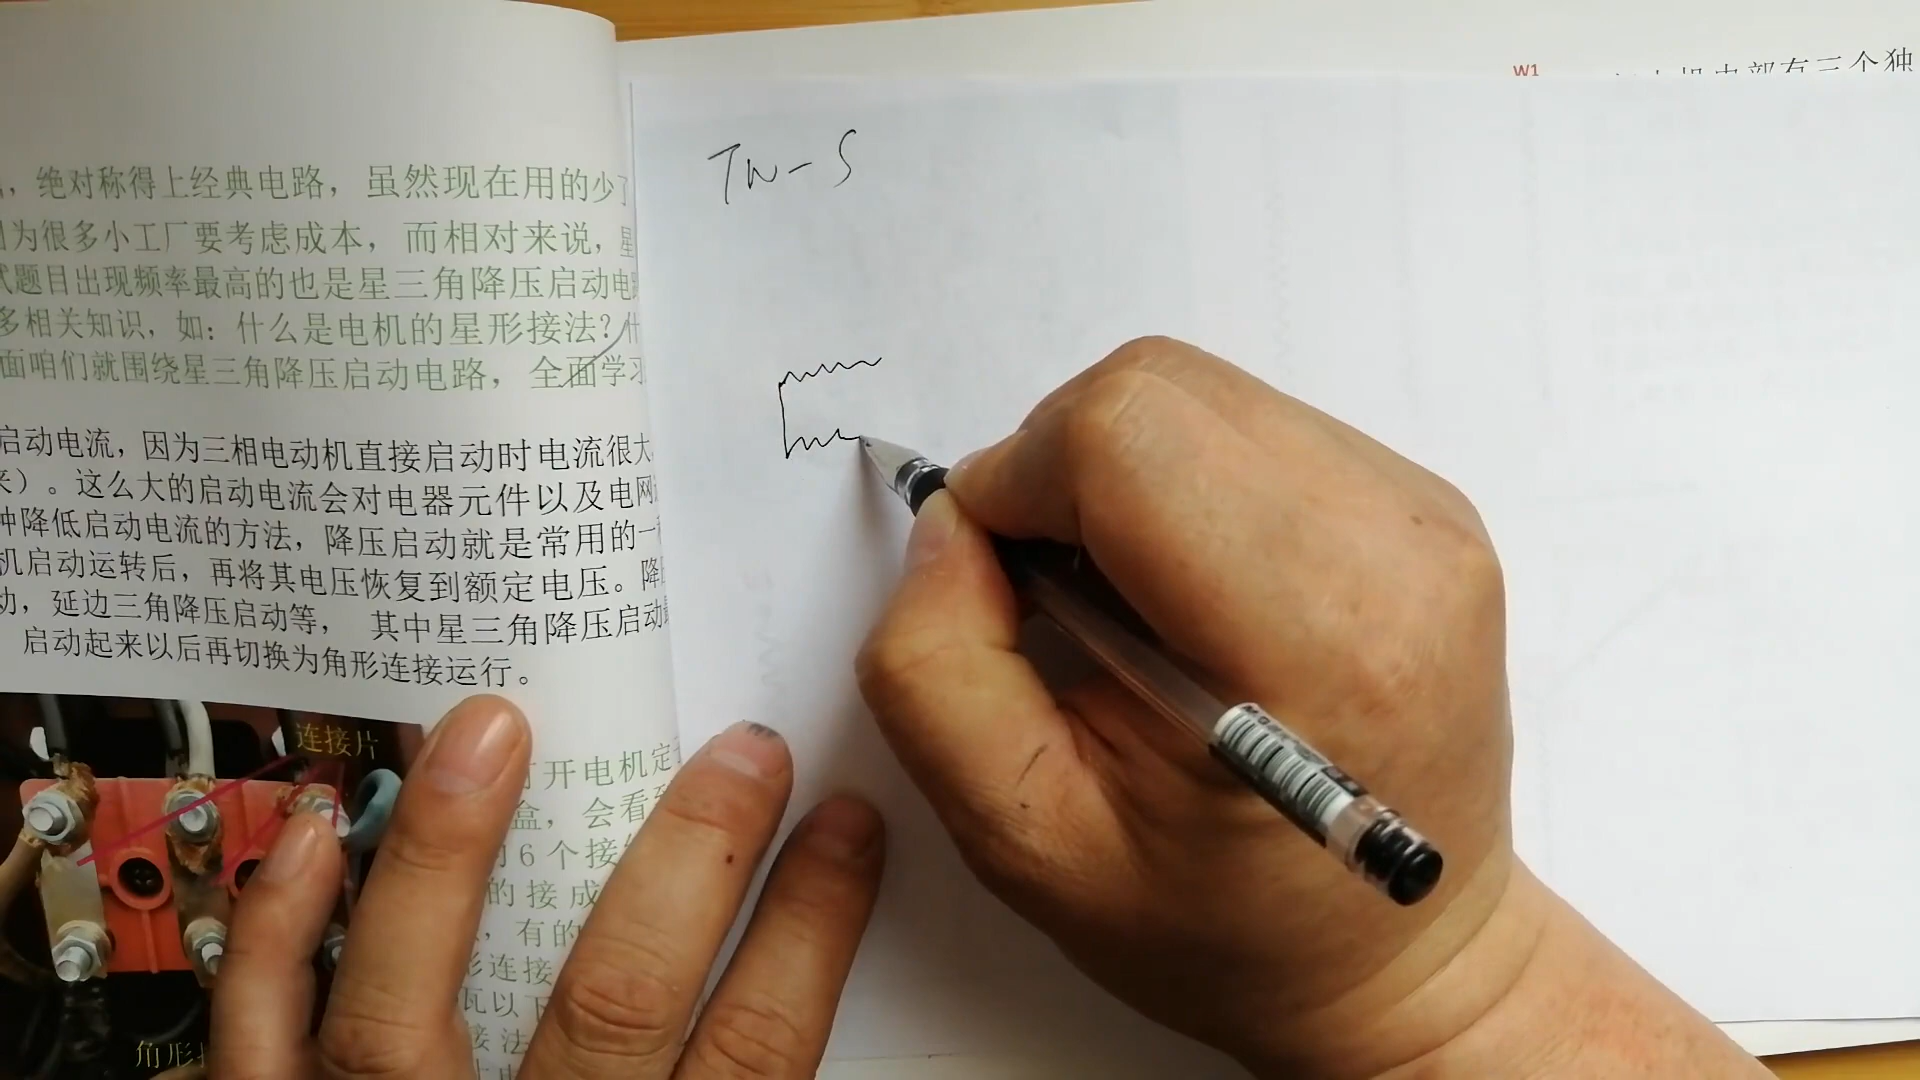 ，绝对称得上经典电路，虽然现在用的少了
因为很多小工厂要考虑成本，而相对来说，星
式题目出现频率最高的也是星三角降压启动电路
多相关知识，如：什么是电机的星形接法？什
面咱们就围绕星三角降压启动电路，全面学习
启动电流，因为三相电动机直接启动时电流很大
来）。这么大的启动电流会对电器元件以及电网
种降低启动电流的方法，降压启动就是常用的一
机启动运转后，再将其电压恢复到额定电压。降
动，延边三角降压启动等， 其中星三角降压启动
启动起来以后再切换为角形连接运行。
连接片
角形
打开电机定
盒，会看到
6个接
的接成
，有的
形连接
瓦以下
接法
W1
三个独
TN-S